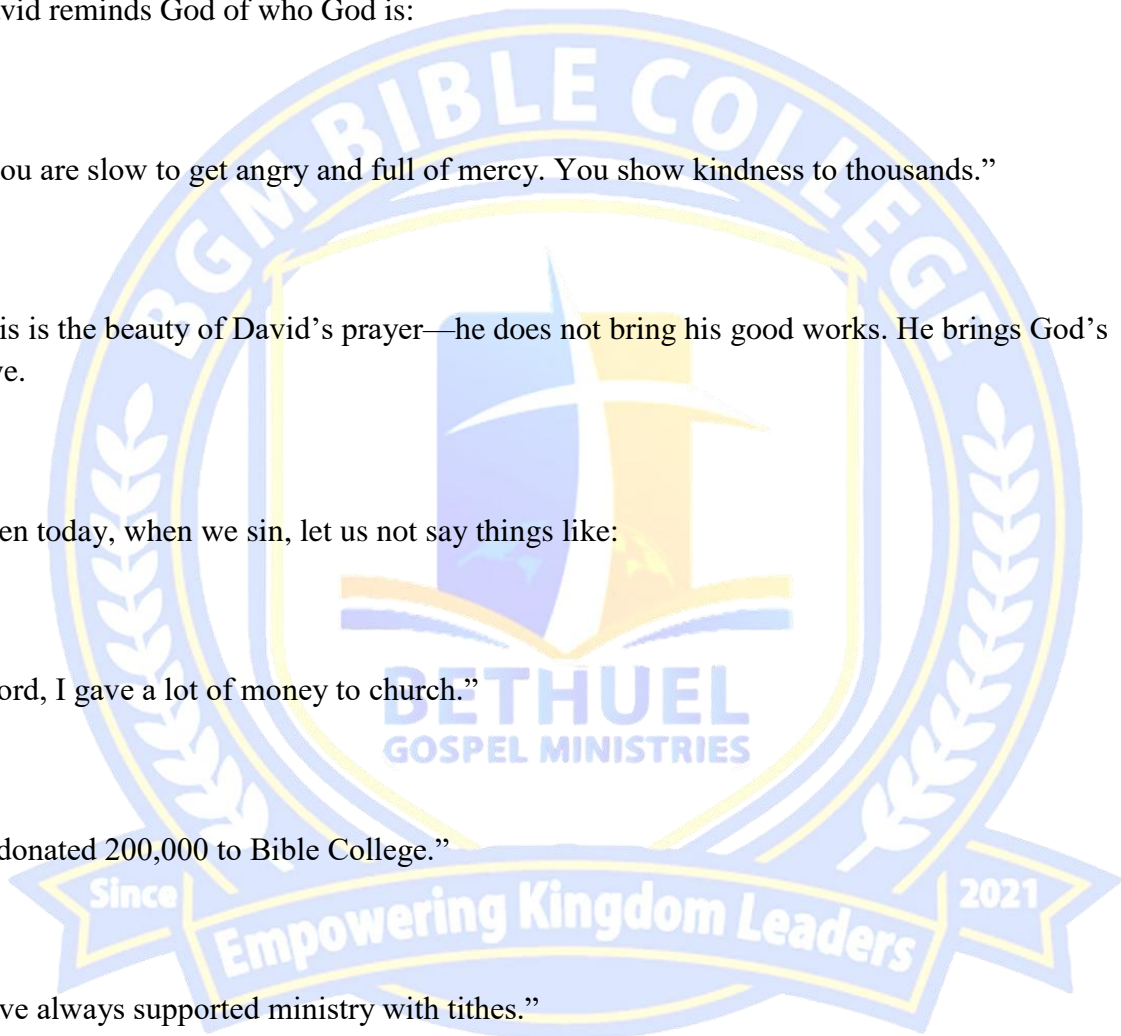 vid reminds God of who God is:
BGM BIBLE COLLEGE
ou are slow to get angry and full of mercy. You show kindness to thousands.”
is is the beauty of David’s prayer—he does not bring his good works. He brings God’s
ve.
en today, when we sin, let us not say things like:
ord, I gave a lot of money to church.”
BETHUEL
GOSPEL MINISTRIES
donated 200,000 to Bible College.”
Since
2021
Empowering Kingdom Leaders
ve always supported ministry with tithes.”